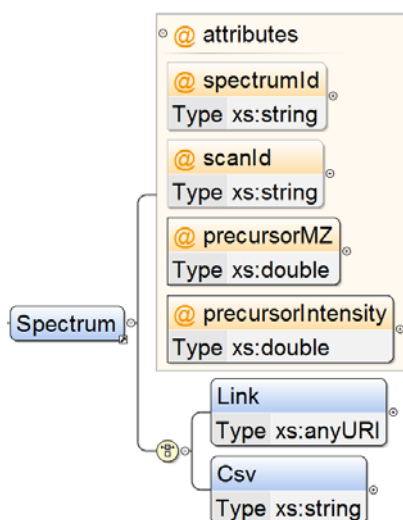 @ attributes
@ spectrumId
Type xs:string
@ scanId
Type xs:string
@ precursorMZ
Type xs:double
@ precursorIntensity
Type xs:double
Spectrum
Link
Type xs:anyURI
Csv
Type xs:string